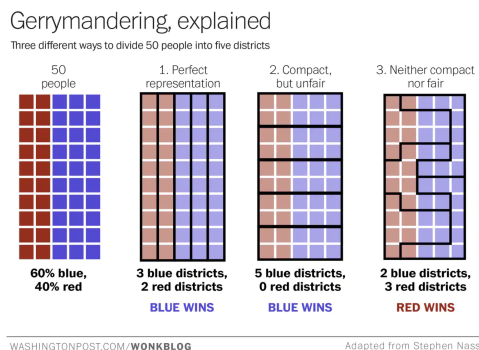 Gerrymandering, explained
Three different ways to divide 50 people into five districts
50
people
1. Perfect
representation
2. Compact,
but unfair
3. Neither compact
nor fair
60% blue,
40% red
3 blue districts,
2 red districts
5 blue districts,
0 red districts
2 blue districts,
3 red districts
BLUE WINS
BLUE WINS
RED WINS
WASHINGTONPOST.COM/WONKBLOG
Adapted from Stephen Nass